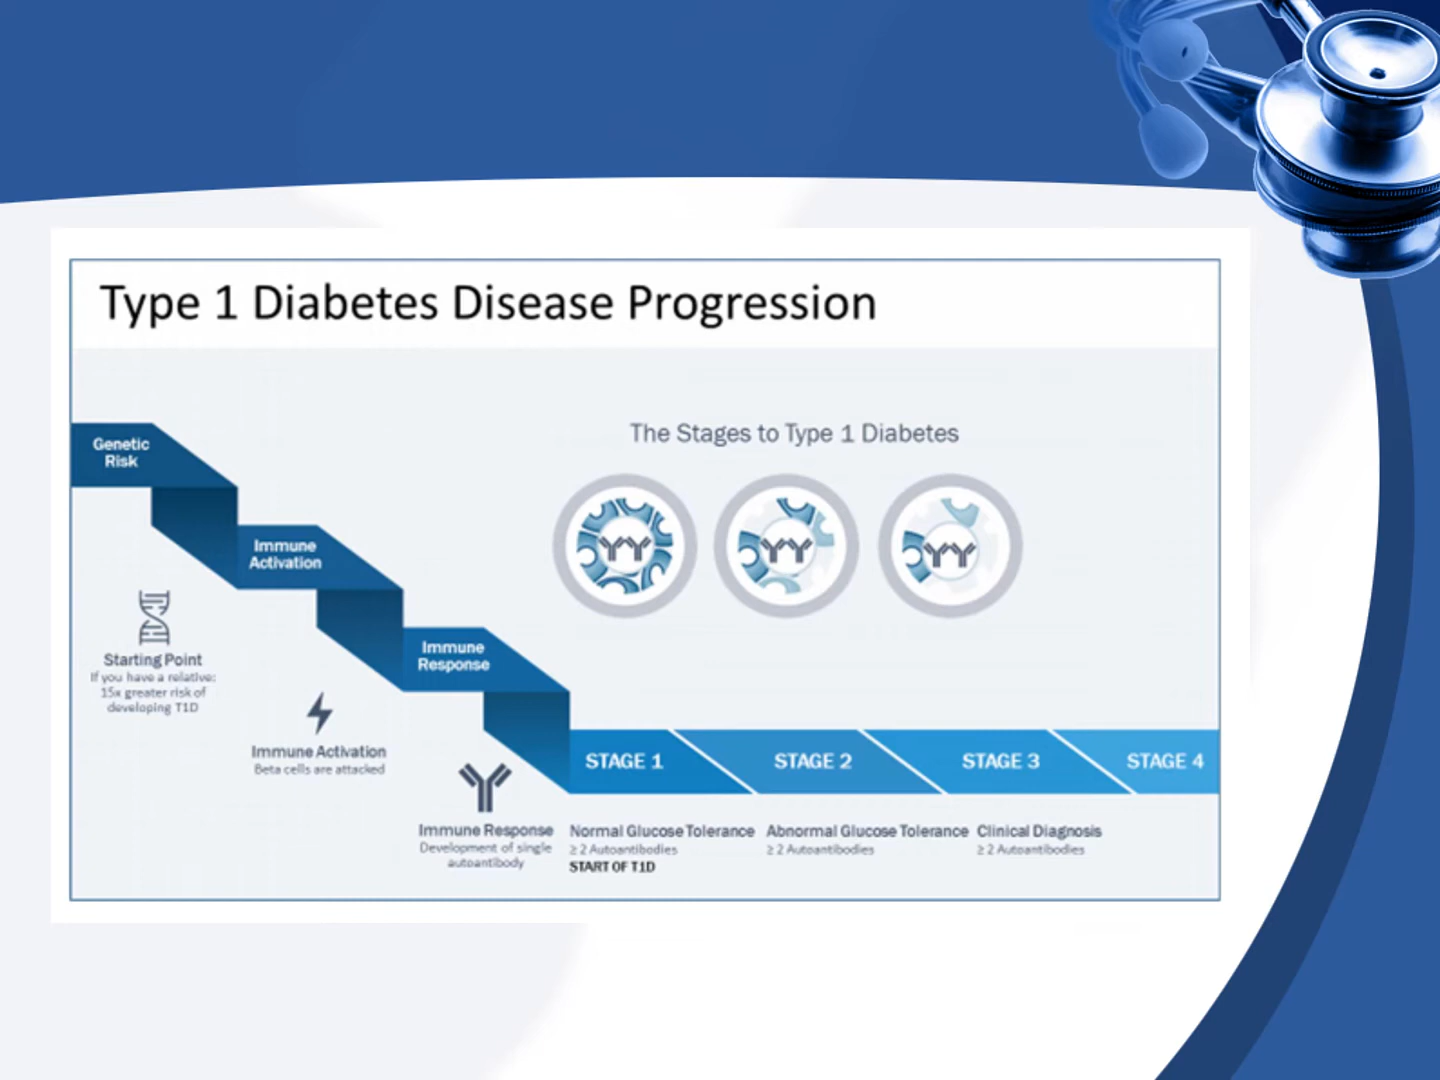 Type 1 Diabetes Disease Progression
The Stages to Type 1 Diabetes
Genetic
Risk
Immune
Activation
Immune
Response
Starting Point
If you have a relative:
15x greater risk of
developing T1D
Immune Activation
Beta cells are attacked
STAGE 1
STAGE 2
STAGE 3
STAGE 4
Immune Response
Development of single
autoantibody
Normal Glucose Tolerance
≥ 2 Autoantibodies
START OF T1D
Abnormal Glucose Tolerance
≥ 2 Autoantibodies
Clinical Diagnosis
≥ 2 Autoantibodies